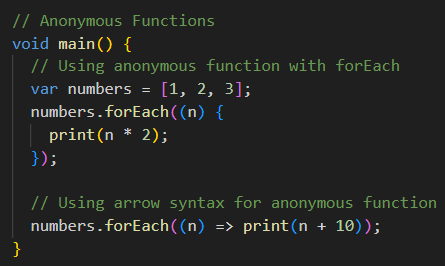 // Anonymous Functions
void main() {
  // Using anonymous function with forEach
  var numbers = [1, 2, 3];
  numbers.forEach((n) {
    print(n * 2);
  });

  // Using arrow syntax for anonymous function
  numbers.forEach((n) => print(n + 10));
}